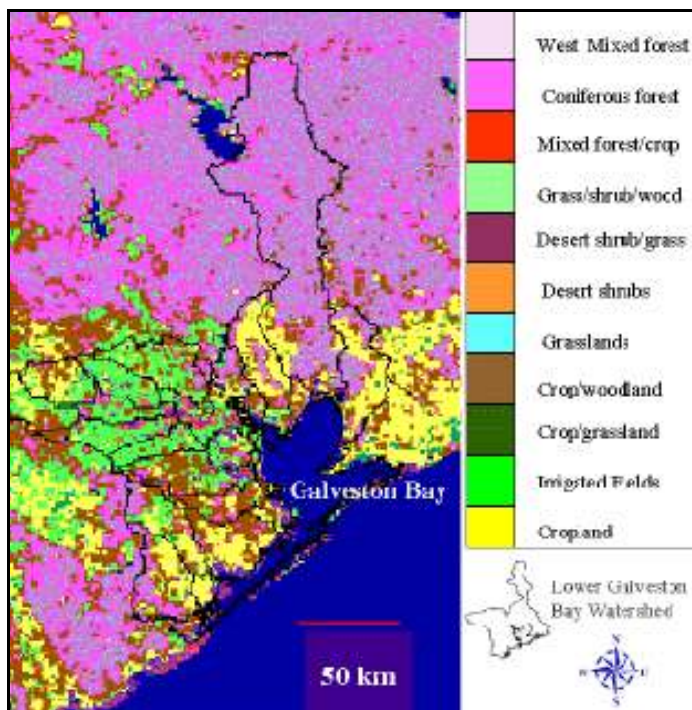 West Mixed forest
Coniferous forest
Mixed forest/crop
Grass/shrub/wood
Desert shrub/grass
Desert shrubs
Grasslands
Crop/woodland
Crop/grassland
Irrigated Fields
Cropland
Galveston Bay
50 km
Lower Galveston
Bay Watershed
N
S